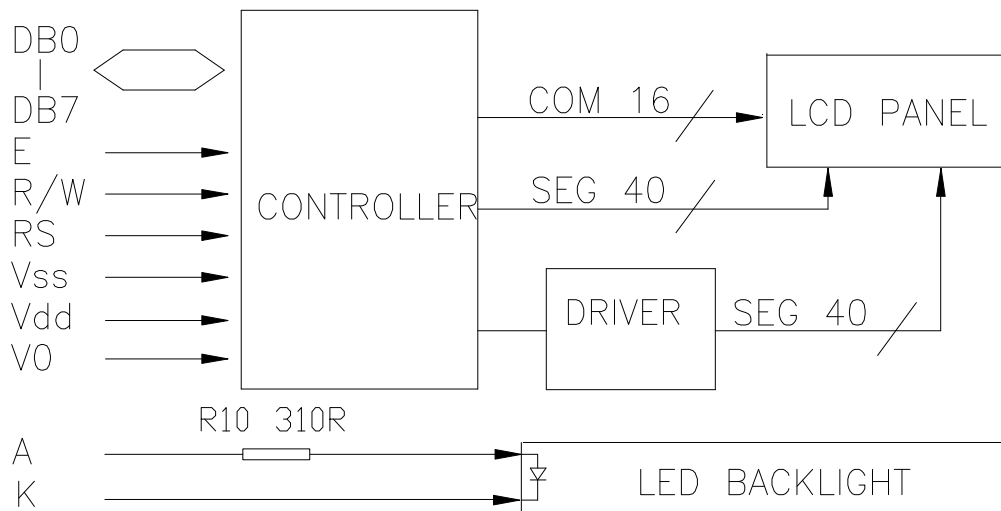 DB0
DB7
E
R/W
RS
Vss
Vdd
V0
CONTROLLER
COM 16
SEG 40
LCD PANEL
DRIVER
SEG 40
R10 310R
A
K
LED BACKLIGHT